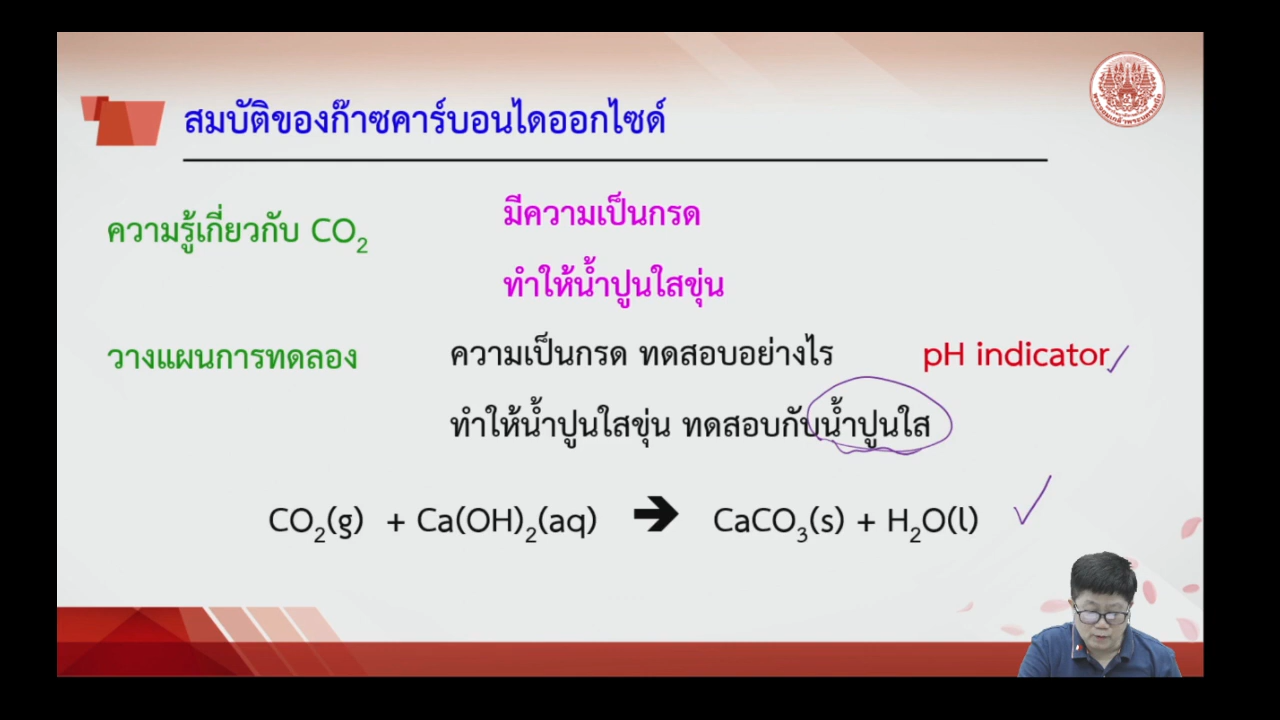 สมบัติของก๊าซคาร์บอนไดออกไซด์
ความรู้เกี่ยวกับ CO₂
มีความเป็นกรด
ทำให้น้ำปูนใสขุ่น
วางแผนการทดลอง
ความเป็นกรด ทดสอบอย่างไร
pH indicator
ทำให้น้ำปูนใสขุ่น ทดสอบกับน้ำปูนใส
CO₂(g) + Ca(OH)₂(aq) ➔ CaCO₃(s) + H₂O(l)